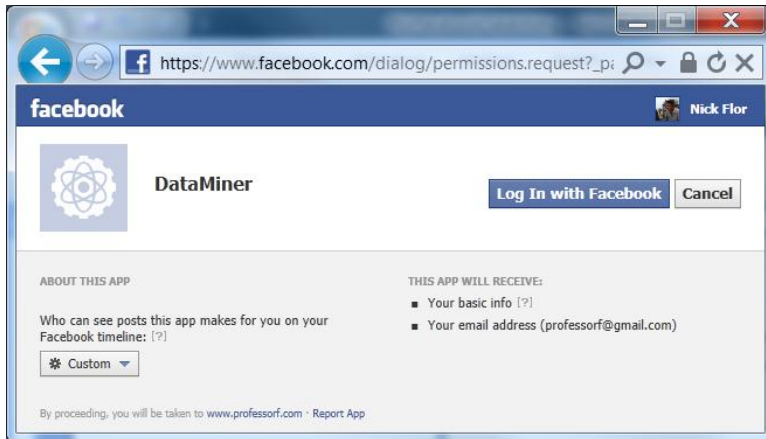 https://www.facebook.com/dialog/permissions.request?_pa
facebook
Nick Flor
DataMiner
Log In with Facebook
Cancel
ABOUT THIS APP
Who can see posts this app makes for you on your
Facebook timeline: [?]
Custom
THIS APP WILL RECEIVE:
Your basic info [?]
Your email address (professorf@gmail.com)
By proceeding, you will be taken to www.professorf.com · Report App